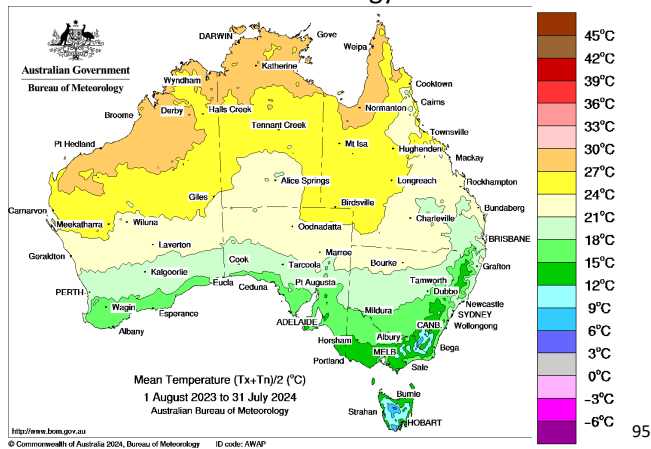 DARWIN
Gove
Weipa
Katherine
Australian Government
Bureau of Meteorology
Wyndham
Cooktown
Cairns
Derby
Halls Creek
Normanton
Broome
Tennant Creek
Townsville
Pt Hedland
Mt Isa
Hughenden
Mackay
Alice Springs
Longreach
Rockhampton
Giles
Birdsville
Carnarvon
Bundaberg
Meekatharra
Wiluna
Charleville
Oodnadatta
BRISBANE
Laverton
Marree
Geraldton
Cook
Bourke
Grafton
Kalgoorlie
Tarcoola
PERTH
Eucla
Pt Augusta
Tamworth
Ceduna
Dubbo
Newcastle
Wagin
Esperance
Mildura
SYDNEY
ADELAIDE
CANB.
Wollongong
Albany
Horsham
Albury
Bega
Portland
MELB
Sale
Mean Temperature (Tx+Tn)/2 (°C)
1 August 2023 to 31 July 2024
Australian Bureau of Meteorology
Burnie
Strahan
HOBART
http://www.bom.gov.au
© Commonwealth of Australia 2024, Bureau of Meteorology ID code: AWAP
45°C
42°C
39°C
36°C
33°C
30°C
27°C
24°C
21°C
18°C
15°C
12°C
9°C
6°C
3°C
0°C
-3°C
-6°C
95